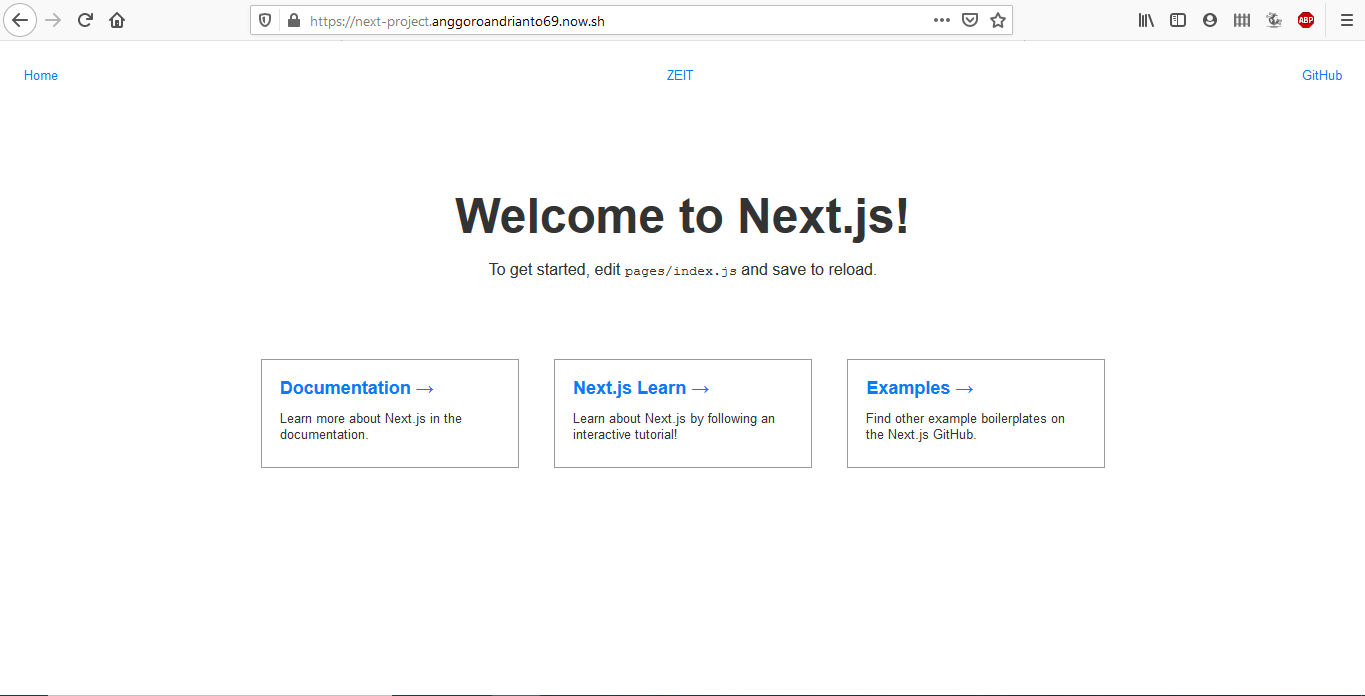 https://next-project.anggoroandrianto69.now.sh
ABP
Home ZEIT GitHub
Welcome to Next.js!
To get started, edit pages/index.js and save to reload.
Documentation →
Learn more about Next.js in the
documentation.
Next.js Learn →
Learn about Next.js by following an
interactive tutorial!
Examples →
Find other example boilerplates on
the Next.js GitHub.